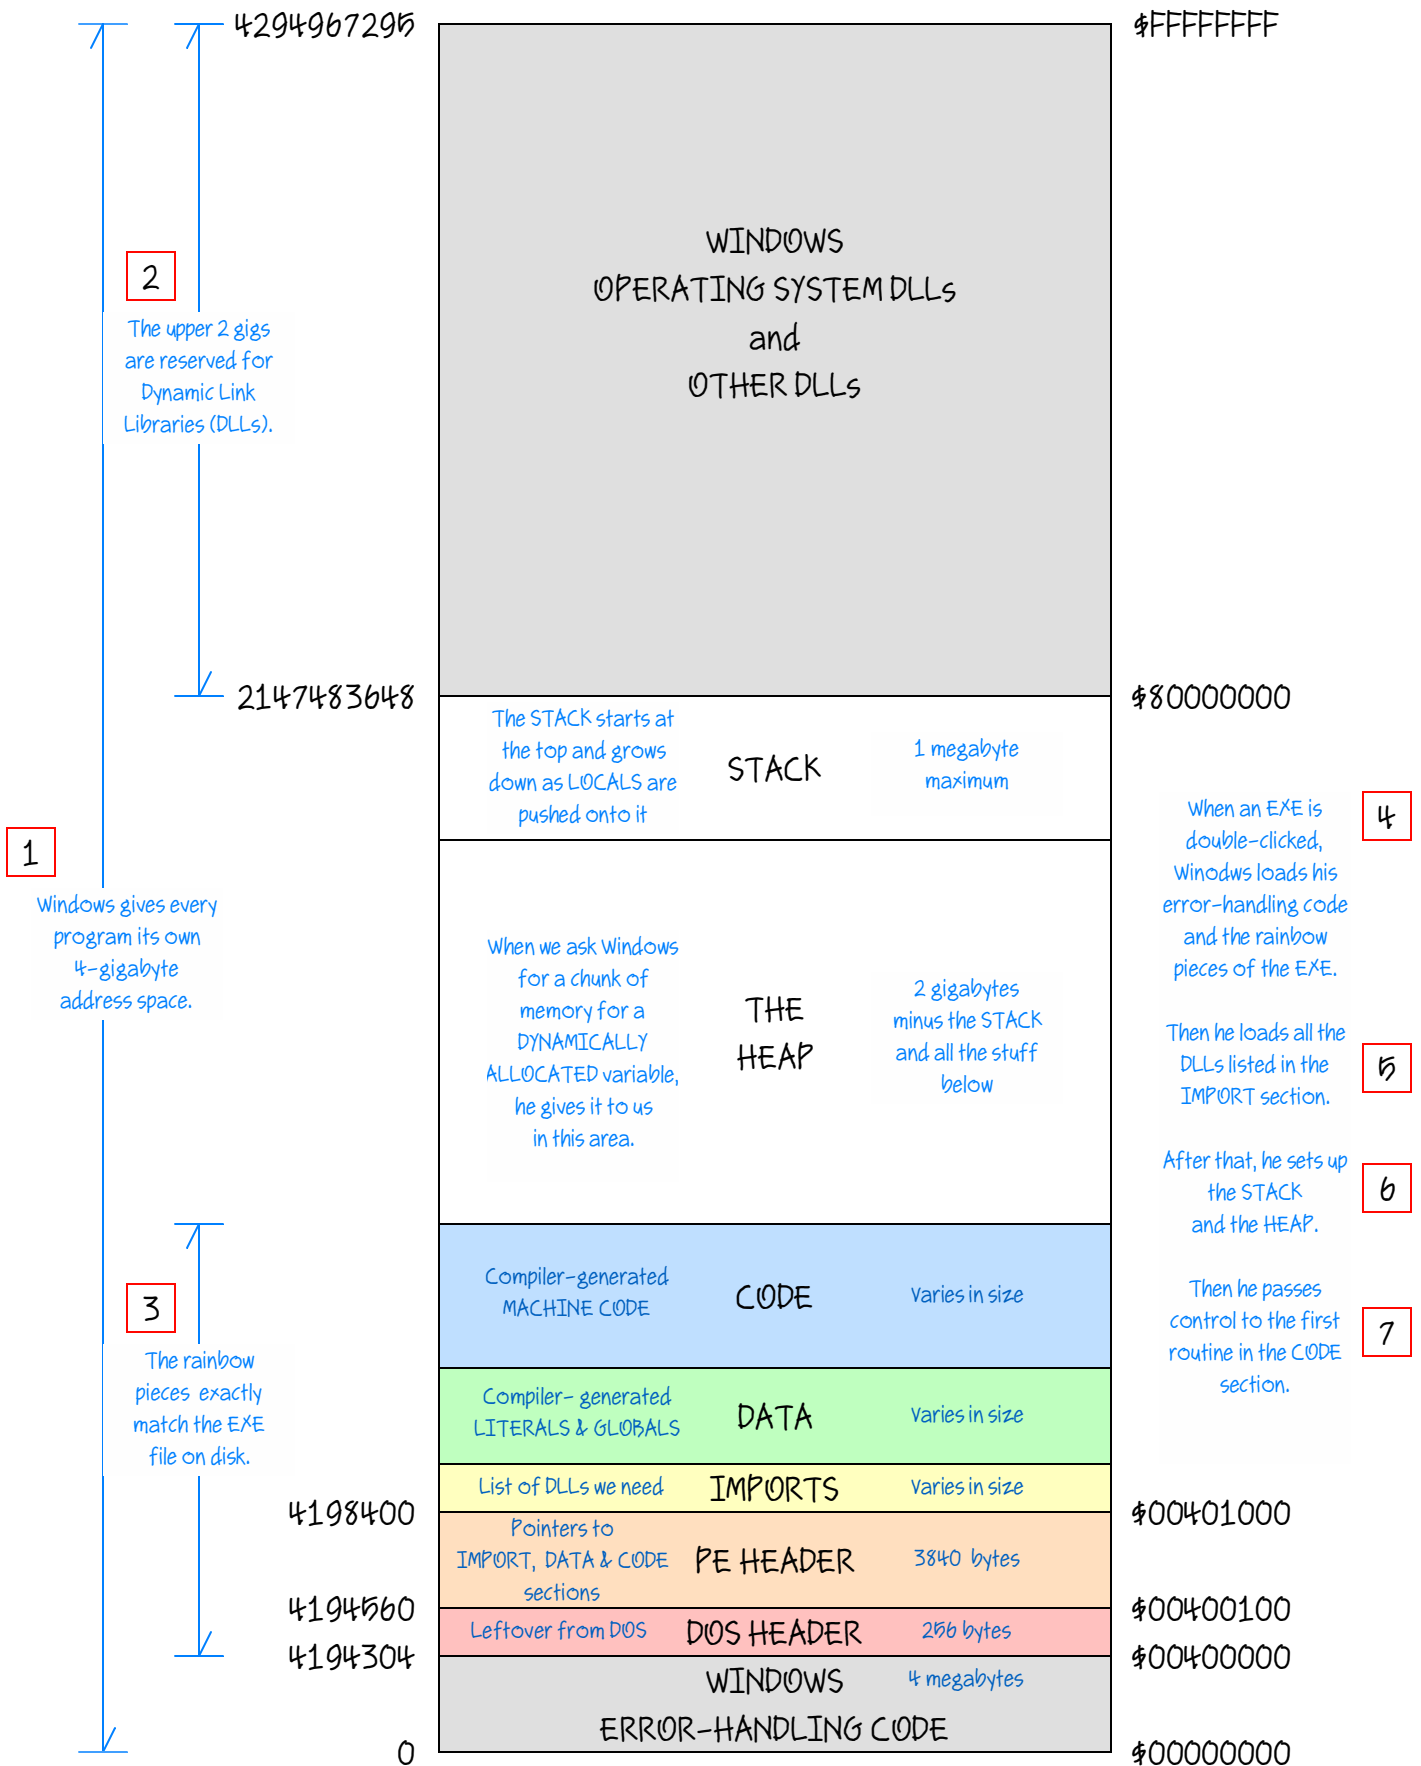 4294967295
$FFFFFFFF
WINDOWS
OPERATING SYSTEM DLLs
and
OTHER DLLs
2
The upper 2 gigs
are reserved for
Dynamic Link
Libraries (DLLs).
2147483648
$80000000
The STACK starts at
the top and grows
down as LOCALS are
pushed onto it
STACK
1 megabyte
maximum
1
Windows gives every
program its own
4-gigabyte
address space.
When we ask Windows
for a chunk of
memory for a
DYNAMICALLY
ALLOCATED variable,
he gives it to us
in this area.
THE
HEAP
2 gigabytes
minus the STACK
and all the stuff
below
When an EXE is
double-clicked,
Winodws loads his
error-handling code
and the rainbow
pieces of the EXE.
4
Then he loads all the
DLLs listed in the
IMPORT section.
5
After that, he sets up
the STACK
and the HEAP.
6
Then he passes
control to the first
routine in the CODE
section.
7
3
The rainbow
pieces exactly
match the EXE
file on disk.
Compiler-generated
MACHINE CODE
CODE
Varies in size
Compiler- generated
LITERALS & GLOBALS
DATA
Varies in size
List of DLLs we need
IMPORTS
Varies in size
4198400
$00401000
Pointers to
IMPORT, DATA & CODE
sections
PE HEADER
3840 bytes
4194560
$00400100
Leftover from DOS
DOS HEADER
256 bytes
4194304
$00400000
WINDOWS
ERROR-HANDLING CODE
4 megabytes
0
$00000000